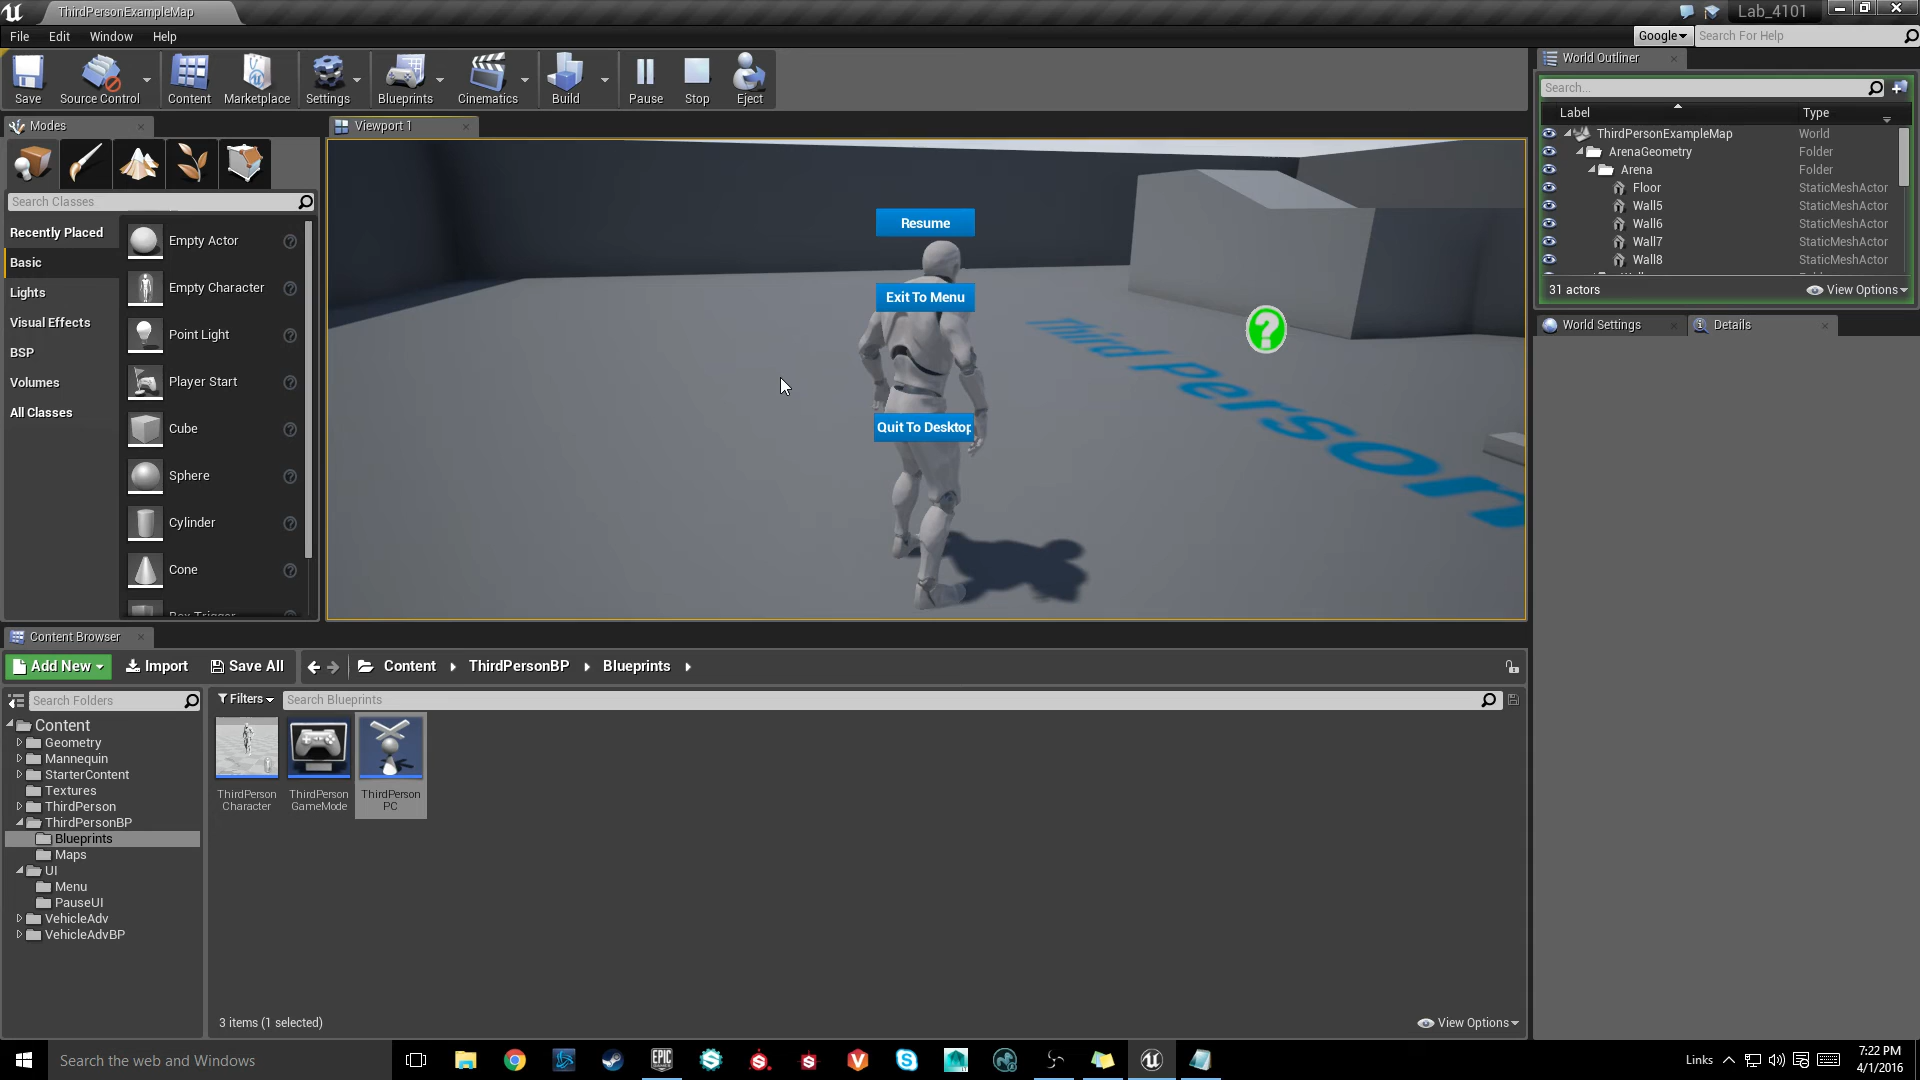 ThirdPersonExampleMap
Lab_4101
File Edit Window Help
Google
Search For Help
Save
Source Control
Content
Marketplace
Settings
Blueprints
Cinematics
Build
Pause
Stop
Eject
Modes
Search Classes
Recently Placed
Basic
Lights
Visual Effects
BSP
Volumes
All Classes
Empty Actor
Empty Character
Point Light
Player Start
Cube
Sphere
Cylinder
Cone
Box Trigger
Viewport 1
Resume
Exit To Menu
Quit To Desktop
Third Person
?
World Outliner
Search...
Label Type
ThirdPersonExampleMap World
ArenaGeometry Folder
Arena Folder
Floor StaticMeshActor
Wall5 StaticMeshActor
Wall6 StaticMeshActor
Wall7 StaticMeshActor
Wall8 StaticMeshActor
31 actors
View Options
World Settings
Details
Content Browser
Add New
Import
Save All
Content
ThirdPersonBP
Blueprints
Search Folders
Content
Geometry
Mannequin
StarterContent
Textures
ThirdPerson
ThirdPersonBP
Blueprints
Maps
UI
Menu
PauseUI
VehicleAdv
VehicleAdvBP
Filters
Search Blueprints
ThirdPerson
Character
ThirdPerson
GameMode
ThirdPerson
PC
3 items (1 selected)
View Options
Search the web and Windows
EPIC
GAMES
Links
7:22 PM
4/1/2016